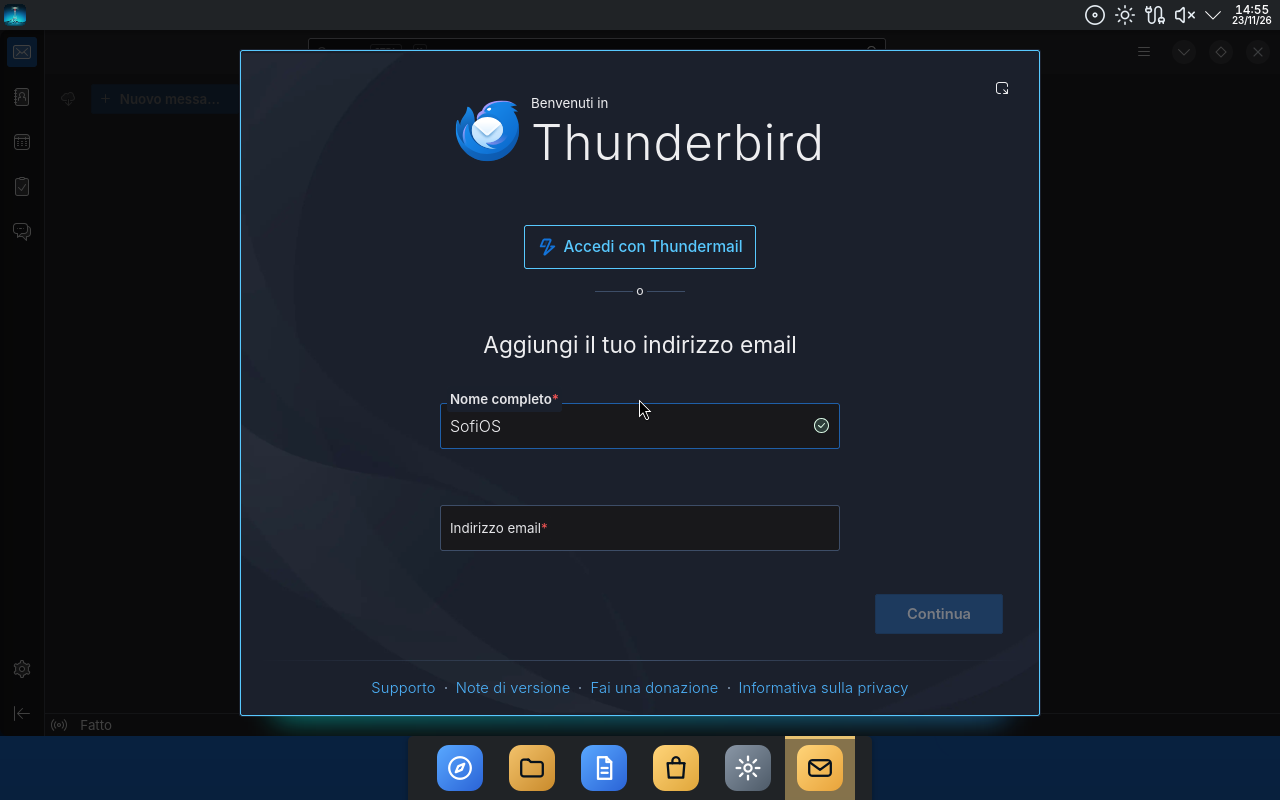 14:55
23/11/26
+ Nuovo messa...
Benvenuti in
Thunderbird
Accedi con Thundermail
o
Aggiungi il tuo indirizzo email
Nome completo*
SofiOS
Indirizzo email*
Continua
Supporto · Note di versione · Fai una donazione · Informativa sulla privacy
Fatto